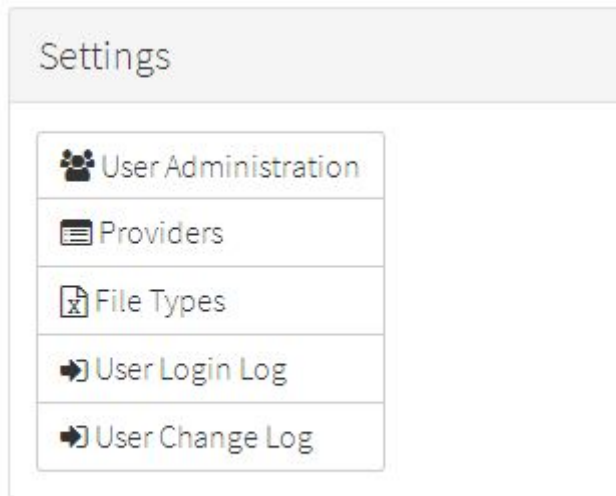 Settings
User Administration
Providers
File Types
User Login Log
User Change Log